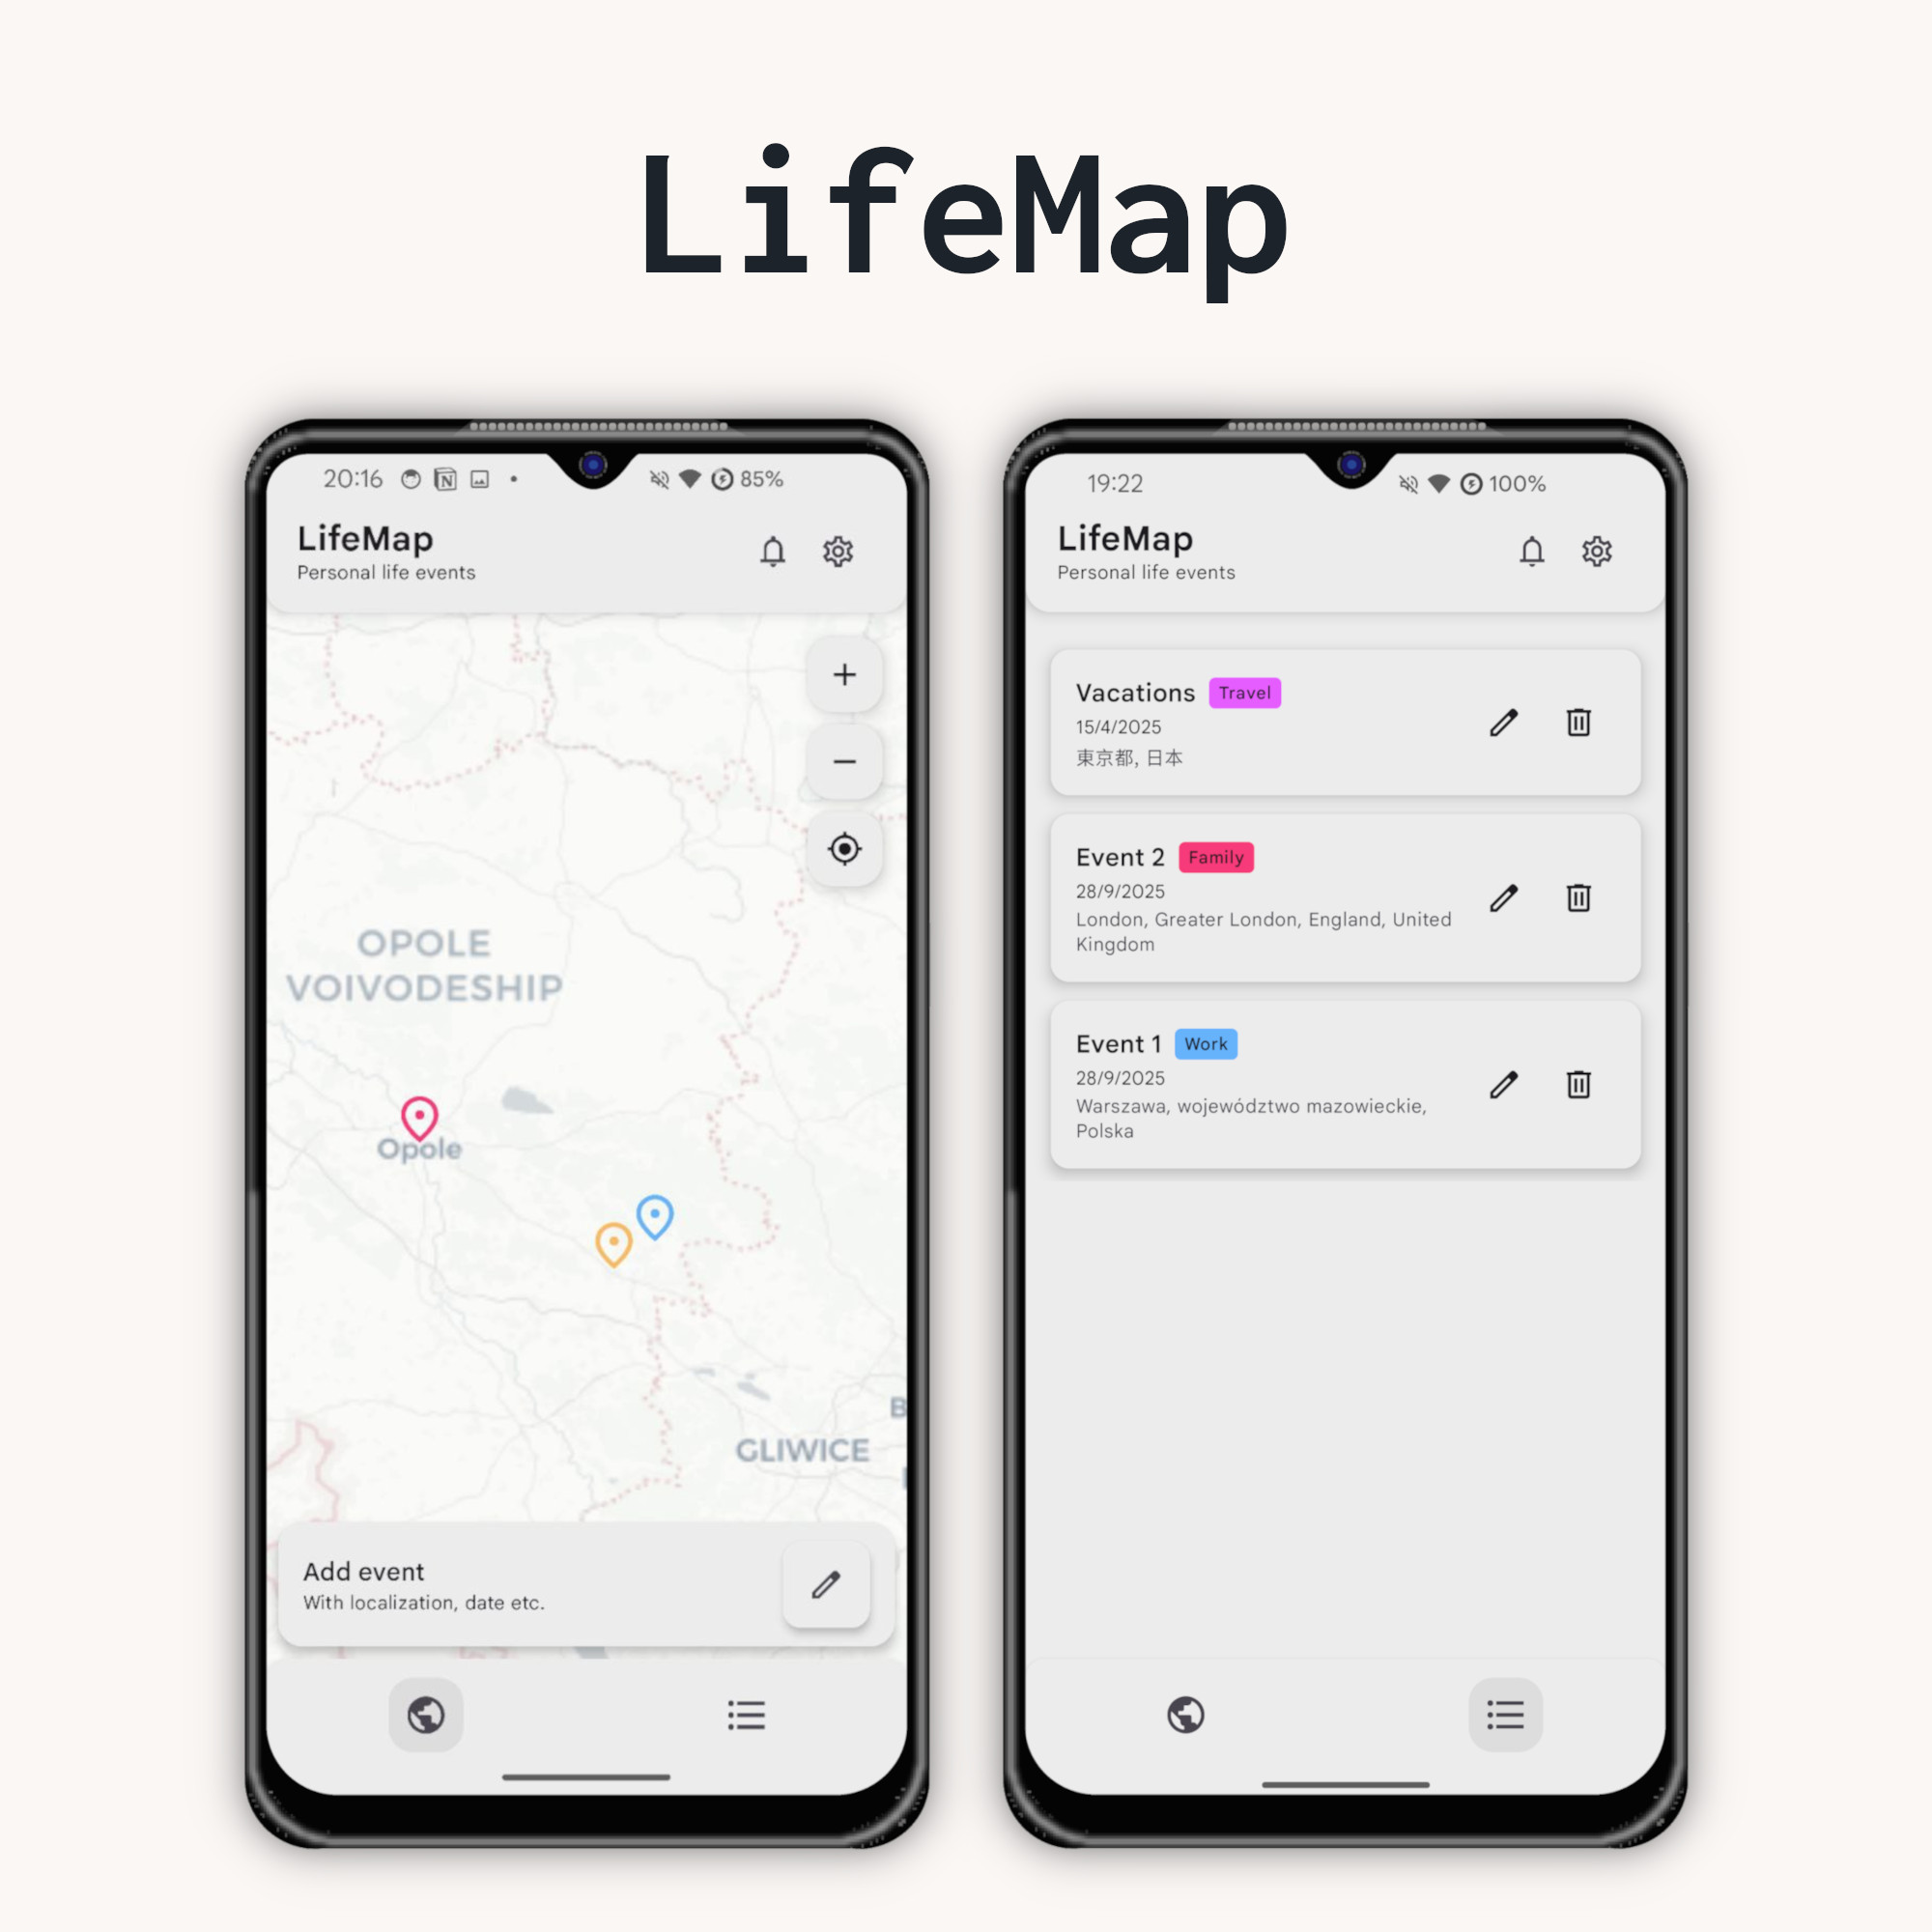 LifeMap
20:16
85%
LifeMap
Personal life events
OPOLE
VOIVODESHIP
Opole
GLIWICE
Add event
With localization, date etc.
19:22
100%
LifeMap
Personal life events
Vacations Travel
15/4/2025
東京都, 日本
Event 2 Family
28/9/2025
London, Greater London, England, United
Kingdom
Event 1 Work
28/9/2025
Warszawa, województwo mazowieckie,
Polska